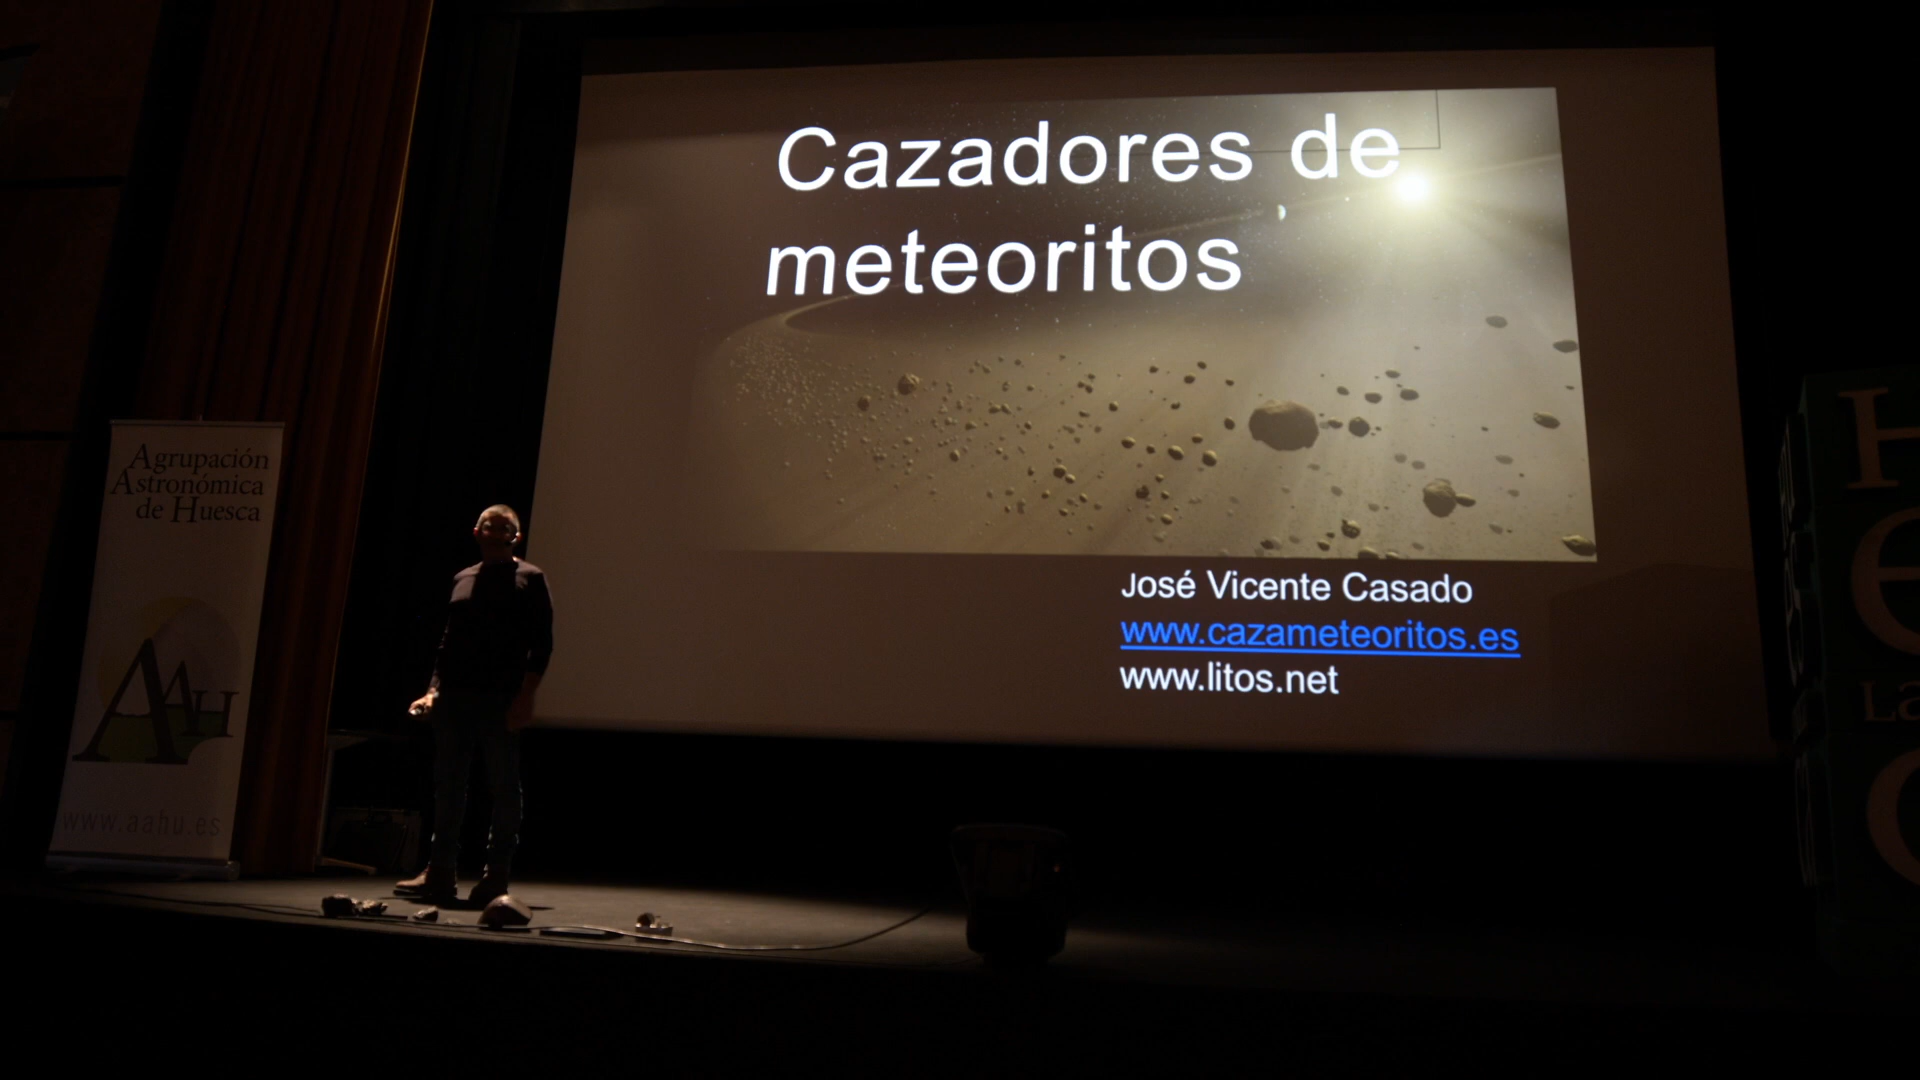 Cazadores de
meteoritos
José Vicente Casado
www.cazameteoritos.es
www.litos.net
Agrupación
Astronómica
de Huesca
AAH
www.aahu.es